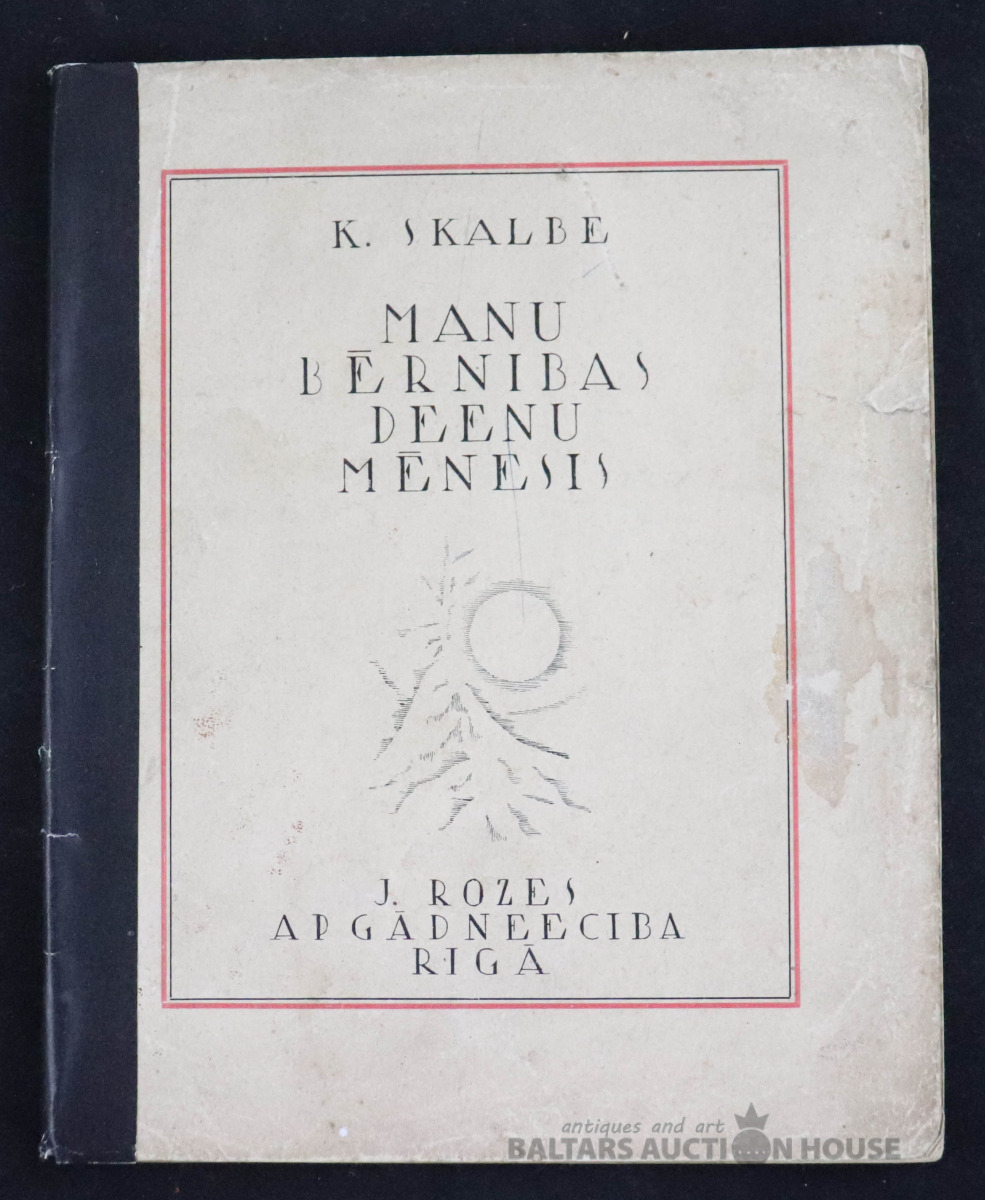 K. SKALBE
MANU
BĒRNIBAS
DEENU
MĒNESIS
J. ROZES
APGĀDNEECIBA
RIGĀ
antiques and art
BALTARS AUCTION HOUSE